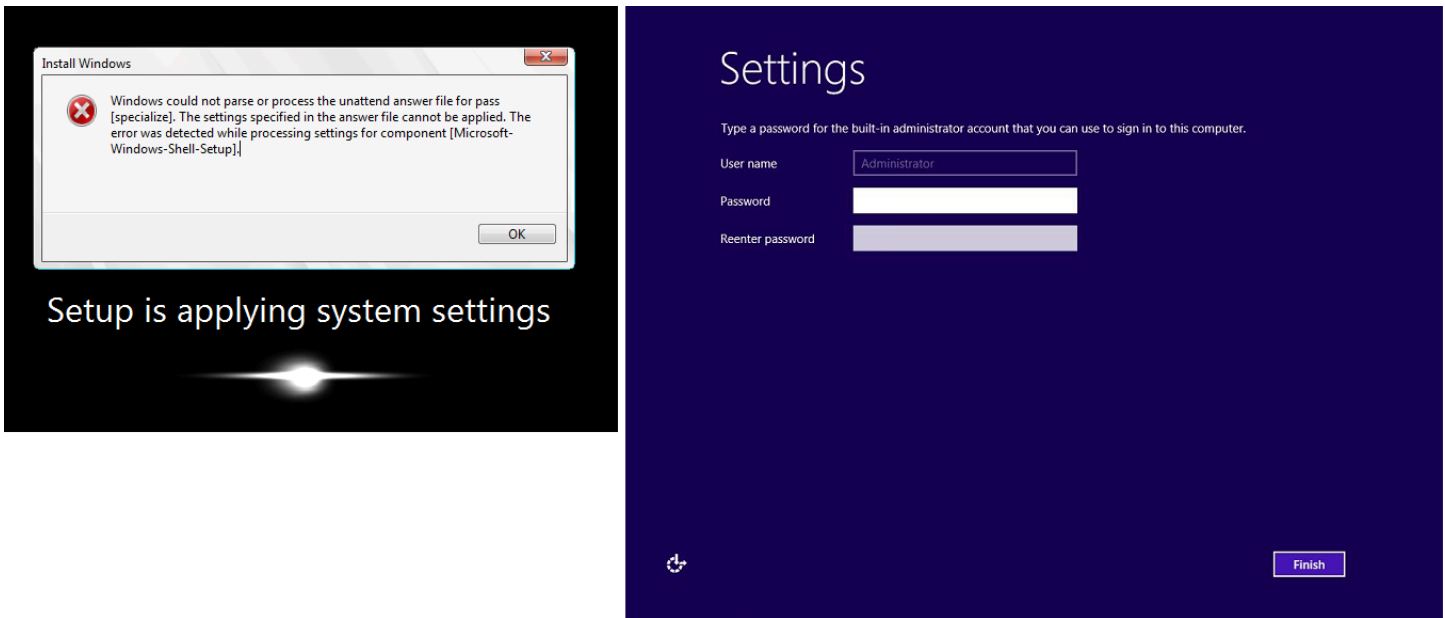 Install Windows
Windows could not parse or process the unattend answer file for pass
[specialize]. The settings specified in the answer file cannot be applied. The
error was detected while processing settings for component [Microsoft-
Windows-Shell-Setup].
OK
Setup is applying system settings
Settings
Type a password for the built-in administrator account that you can use to sign in to this computer.
User name
Administrator
Password
Reenter password
Finish